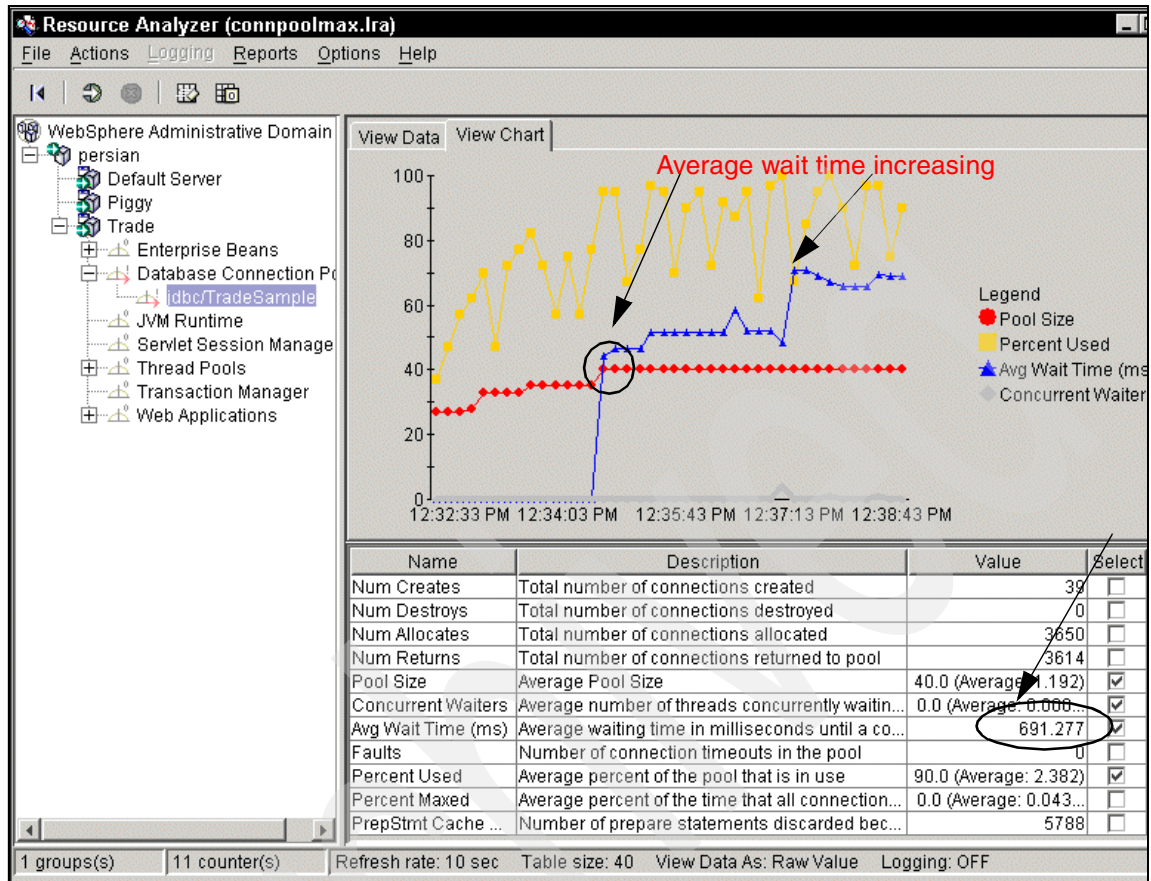 Resource Analyzer (connpoolmax.lra)
File Actions Logging Reports Options Help
WebSphere Administrative Domain
persian
Default Server
Piggy
Trade
Enterprise Beans
Database Connection Po
jdbc/TradeSample
JVM Runtime
Servlet Session Manage
Thread Pools
Transaction Manager
Web Applications
View Data View Chart
Average wait time increasing
100
80
60
40
20
0
12:32:33 PM 12:34:03 PM 12:35:43 PM 12:37:13 PM 12:38:43 PM
Legend
Pool Size
Percent Used
Avg Wait Time (ms
Concurrent Waiter
Name Description Value Select
Num Creates Total number of connections created 39
Num Destroys Total number of connections destroyed 0
Num Allocates Total number of connections allocated 3650
Num Returns Total number of connections returned to pool 3614
Pool Size Average Pool Size 40.0 (Average: 1.192)
Concurrent Waiters Average number of threads concurrently waitin... 0.0 (Average: 0.000...
Avg Wait Time (ms) Average waiting time in milliseconds until a co... 691.277
Faults Number of connection timeouts in the pool 0
Percent Used Average percent of the pool that is in use 90.0 (Average: 2.382)
Percent Maxed Average percent of the time that all connection... 0.0 (Average: 0.043...
PrepStmt Cache ... Number of prepare statements discarded bec... 5788
1 groups(s) 11 counter(s) Refresh rate: 10 sec Table size: 40 View Data As: Raw Value Logging: OFF